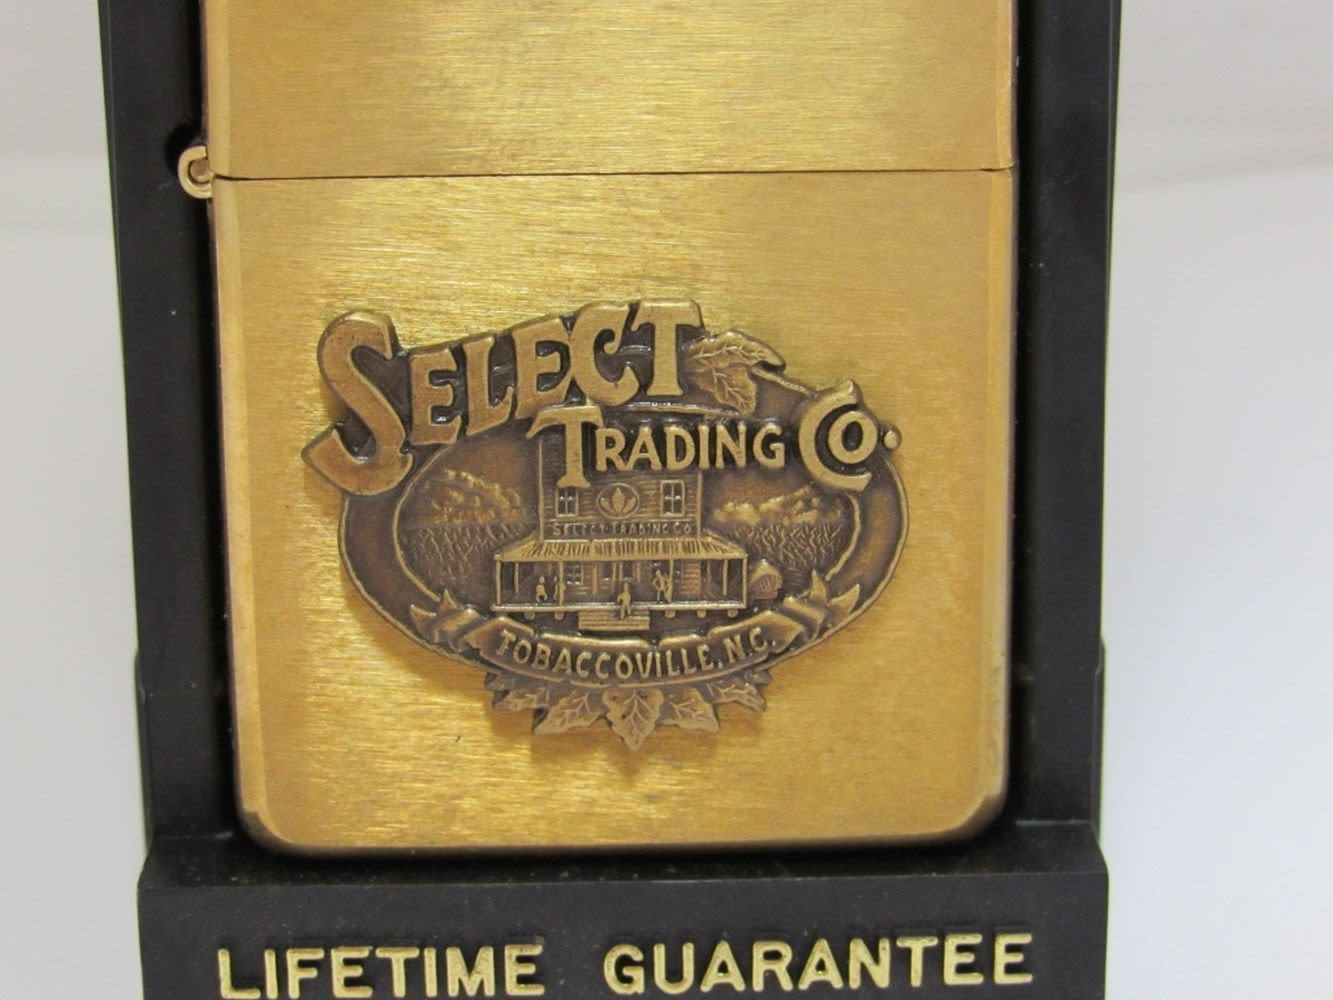 SELECT
TRADING CO.
SELECT TRADING CO
TOBACCOVILLE, N.C.
LIFETIME GUARANTEE